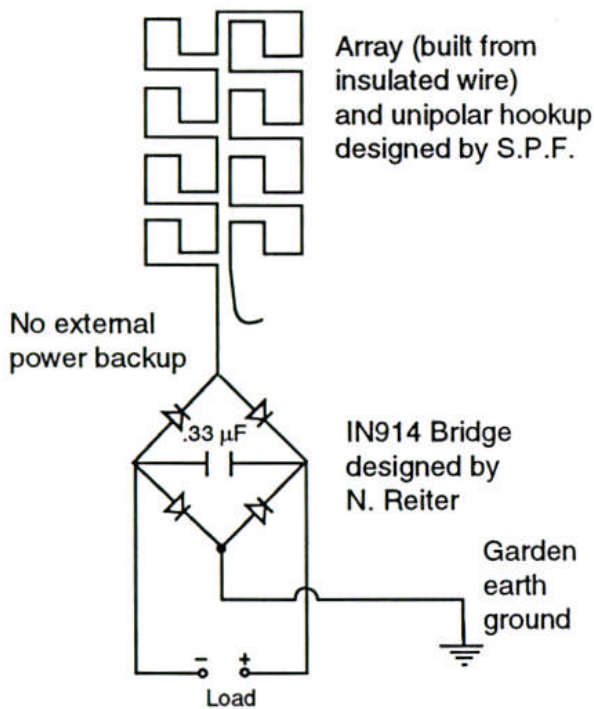 Array (built from
insulated wire)
and unipolar hookup
designed by S.P.F.
No external
power backup
.33 µF
IN914 Bridge
designed by
N. Reiter
Garden
earth
ground
- +
Load